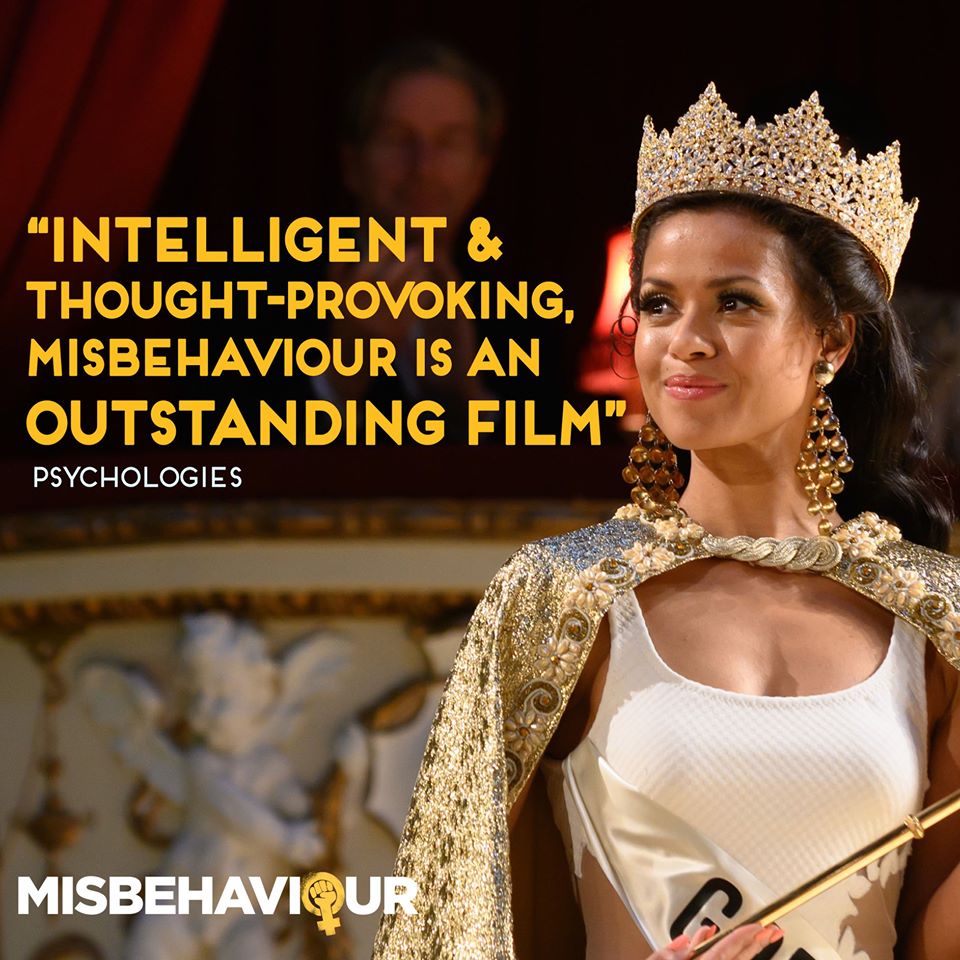 “INTELLIGENT &
THOUGHT-PROVOKING,
MISBEHAVIOUR IS AN
OUTSTANDING FILM”
PSYCHOLOGIES
MISBEHAVIOUR